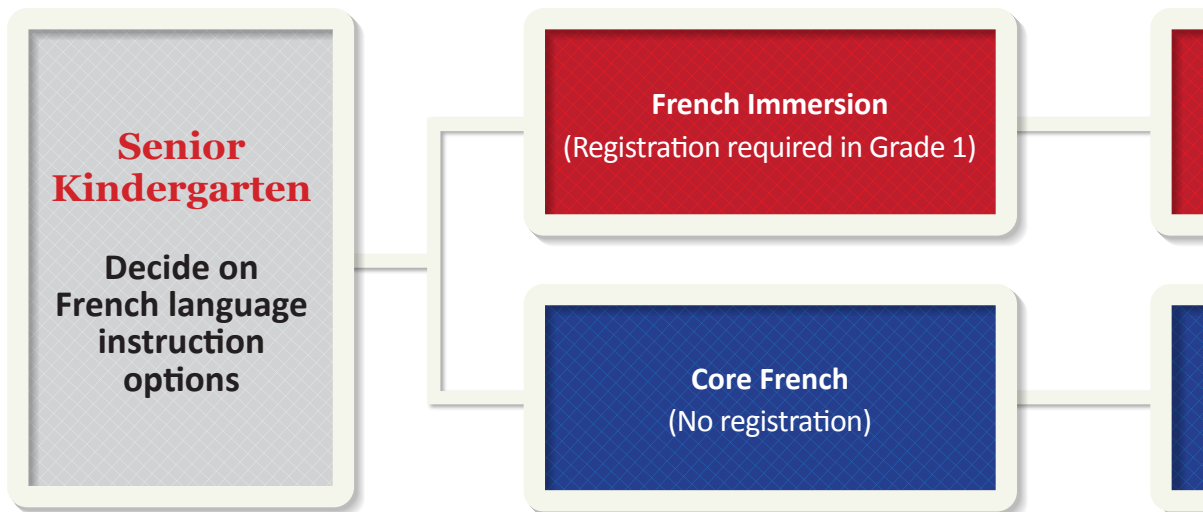 Senior
Kindergarten
Decide on
French language
instruction
options
French Immersion
(Registration required in Grade 1)
Core French
(No registration)